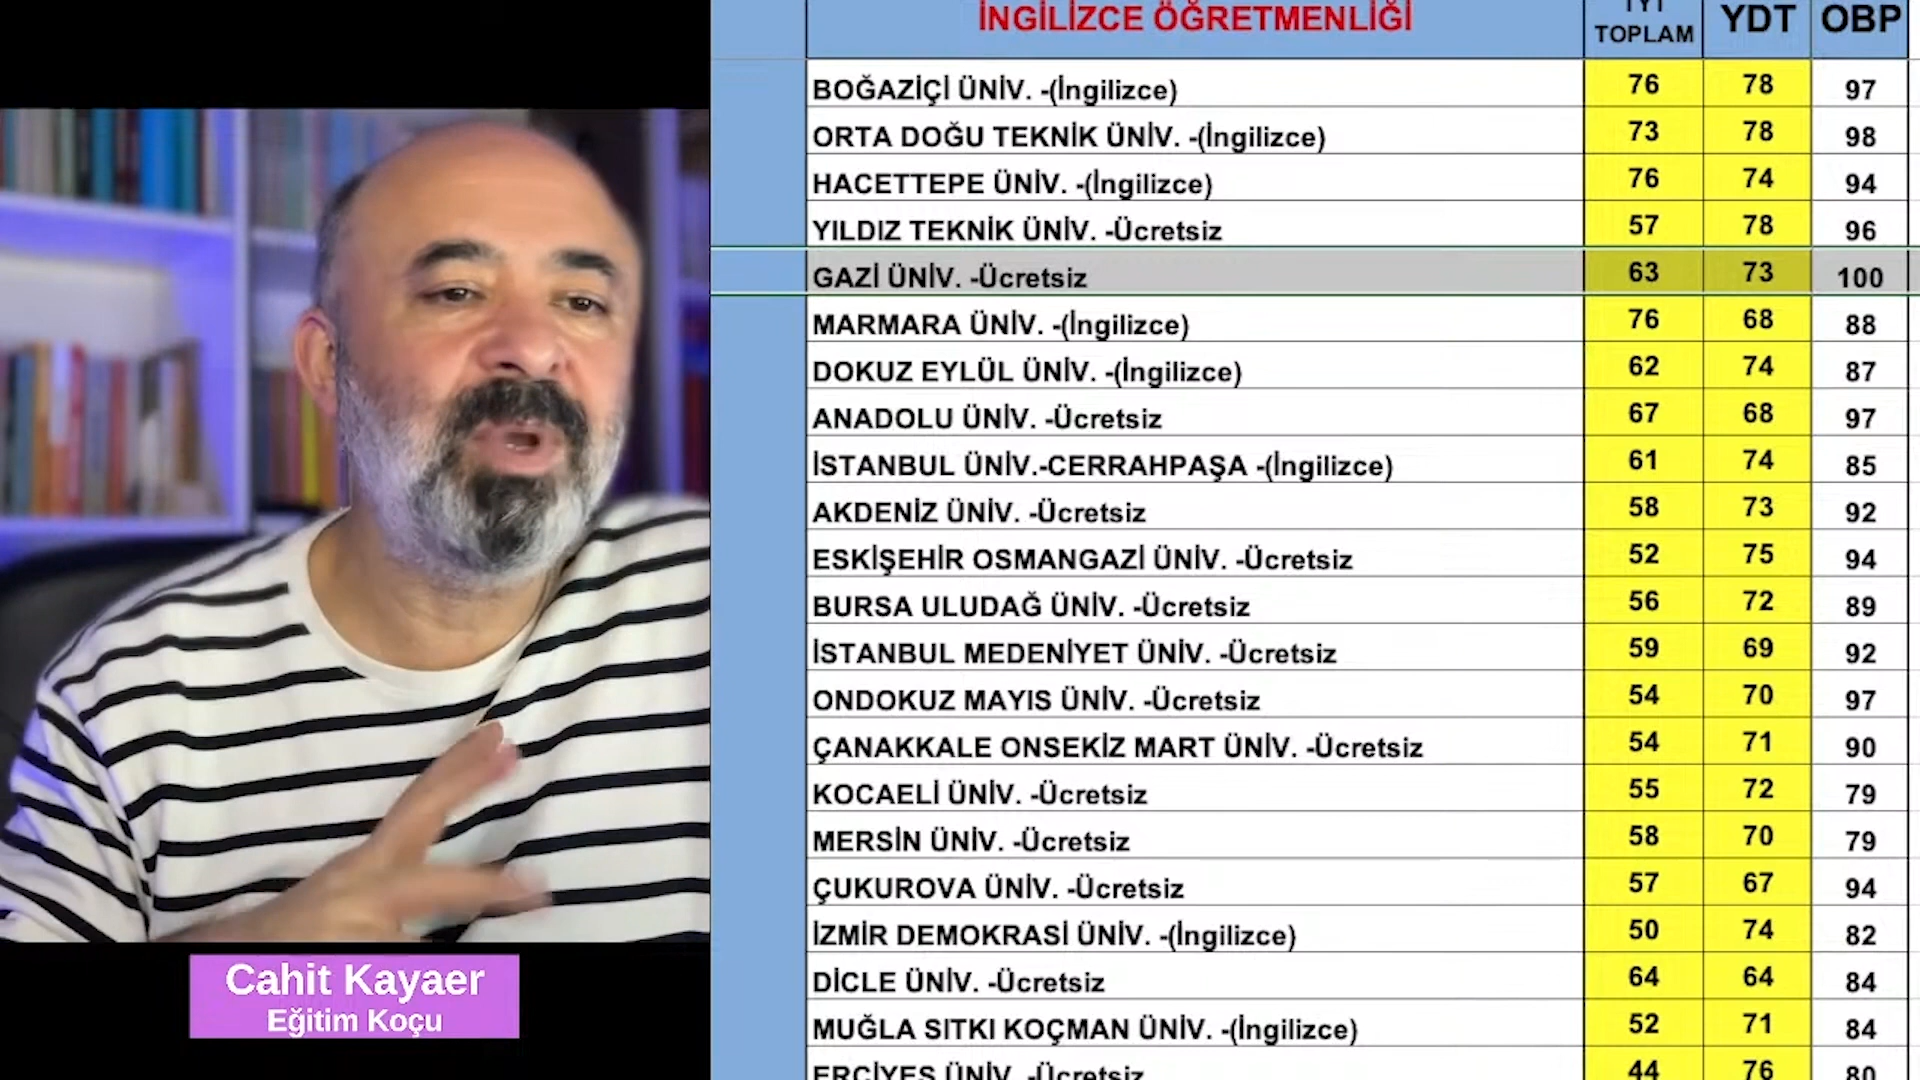 İNGİLİZCE ÖĞRETMENLİĞİ TYT TOPLAM YDT OBP
BOĞAZİÇİ ÜNİV. -(İngilizce) 76 78 97
ORTA DOĞU TEKNİK ÜNİV. -(İngilizce) 73 78 98
HACETTEPE ÜNİV. -(İngilizce) 76 74 94
YILDIZ TEKNİK ÜNİV. -Ücretsiz 57 78 96
GAZİ ÜNİV. -Ücretsiz 63 73 100
MARMARA ÜNİV. -(İngilizce) 76 68 88
DOKUZ EYLÜL ÜNİV. -(İngilizce) 62 74 87
ANADOLU ÜNİV. -Ücretsiz 67 68 97
İSTANBUL ÜNİV.-CERRAHPAŞA -(İngilizce) 61 74 85
AKDENİZ ÜNİV. -Ücretsiz 58 73 92
ESKİŞEHİR OSMANGAZİ ÜNİV. -Ücretsiz 52 75 94
BURSA ULUDAĞ ÜNİV. -Ücretsiz 56 72 89
İSTANBUL MEDENİYET ÜNİV. -Ücretsiz 59 69 92
ONDOKUZ MAYIS ÜNİV. -Ücretsiz 54 70 97
ÇANAKKALE ONSEKİZ MART ÜNİV. -Ücretsiz 54 71 90
KOCAELİ ÜNİV. -Ücretsiz 55 72 79
MERSİN ÜNİV. -Ücretsiz 58 70 79
ÇUKUROVA ÜNİV. -Ücretsiz 57 67 94
İZMİR DEMOKRASİ ÜNİV. -(İngilizce) 50 74 82
DİCLE ÜNİV. -Ücretsiz 64 64 84
MUĞLA SITKI KOÇMAN ÜNİV. -(İngilizce) 52 71 84
ERCİYES ÜNİV. -Ücretsiz 44 76 80
Cahit Kayaer
Eğitim Koçu